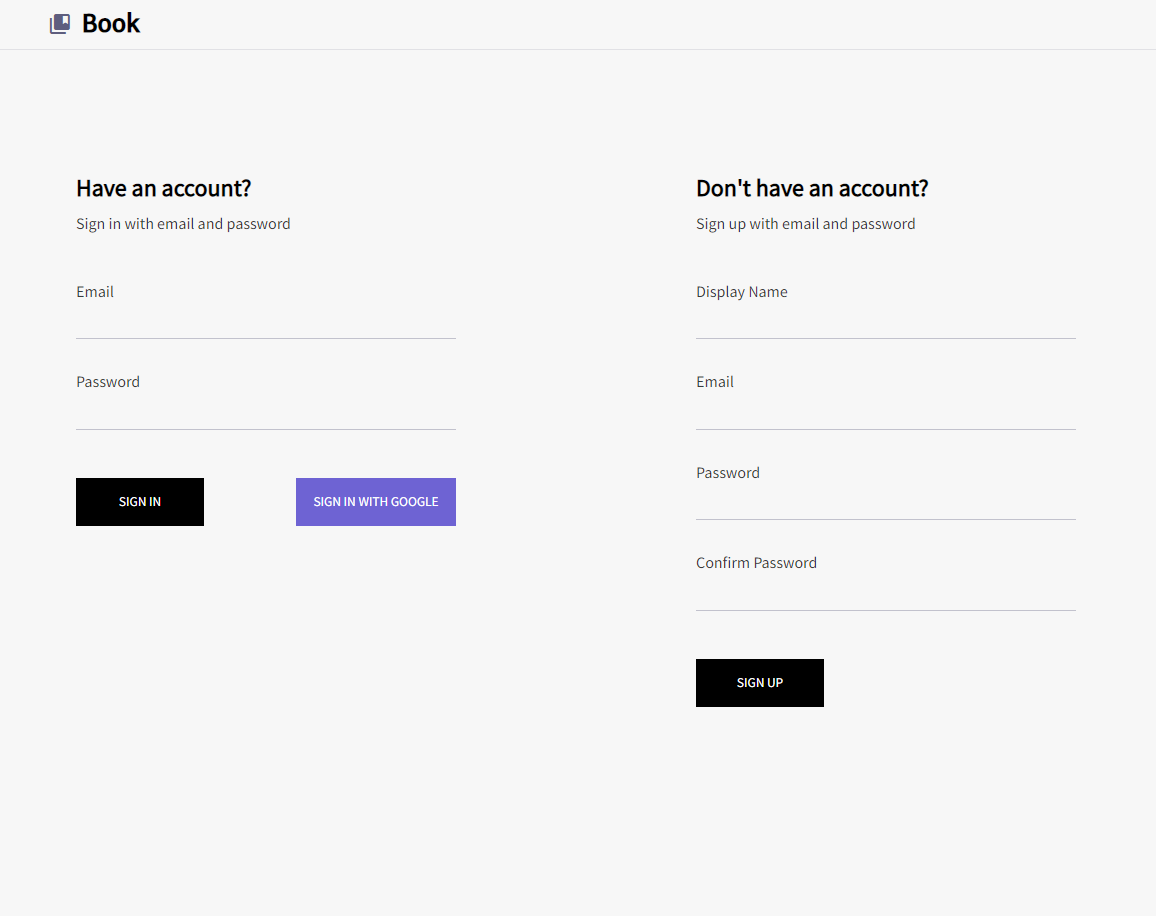 Book
Have an account?
Sign in with email and password
Email
Password
SIGN IN
SIGN IN WITH GOOGLE
Don't have an account?
Sign up with email and password
Display Name
Email
Password
Confirm Password
SIGN UP